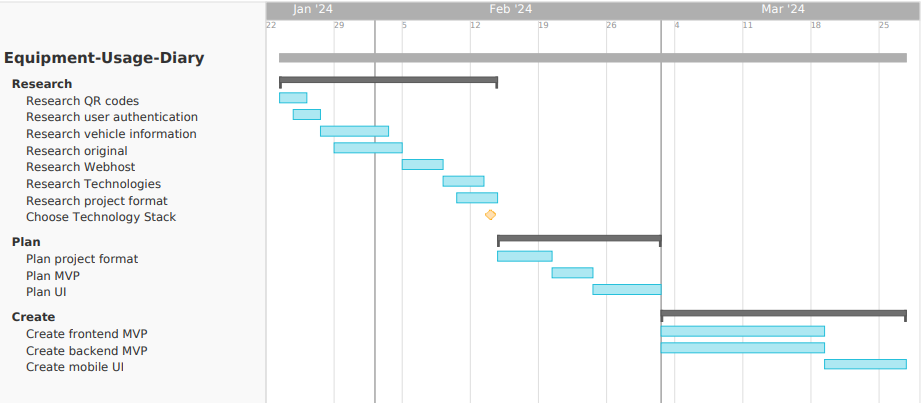 Jan '24 Feb '24 Mar '24
22 29 5 12 19 26 4 11 18 25
Equipment-Usage-Diary
Research
Research QR codes
Research user authentication
Research vehicle information
Research original
Research Webhost
Research Technologies
Research project format
Choose Technology Stack
Plan
Plan project format
Plan MVP
Plan UI
Create
Create frontend MVP
Create backend MVP
Create mobile UI